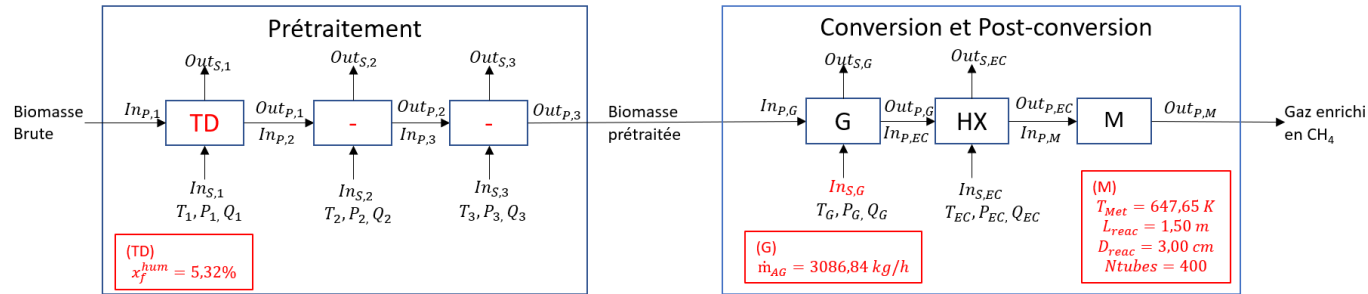 Prétraitement
Out_{S,1}
Out_{S,2}
Out_{S,3}
Biomasse
Brute
In_{P,1}
TD
Out_{P,1}
In_{P,2}
-
Out_{P,2}
In_{P,3}
-
Out_{P,3}
In_{S,1}
T_1, P_1, Q_1
In_{S,2}
T_2, P_2, Q_2
In_{S,3}
T_3, P_3, Q_3
(TD)
x_f^{hum} = 5,32%
Biomasse
prétraitée
Conversion et Post-conversion
Out_{S,G}
Out_{S,EC}
In_{P,G}
G
Out_{P,G}
In_{P,EC}
HX
Out_{P,EC}
In_{P,M}
M
Out_{P,M}
Gaz enrichi
en CH_4
In_{S,G}
T_G, P_G, Q_G
In_{S,EC}
T_{EC}, P_{EC}, Q_{EC}
(G)
ṁ_{AG} = 3086,84 kg/h
(M)
T_{Met} = 647,65 K
L_{reac} = 1,50 m
D_{reac} = 3,00 cm
Ntubes = 400